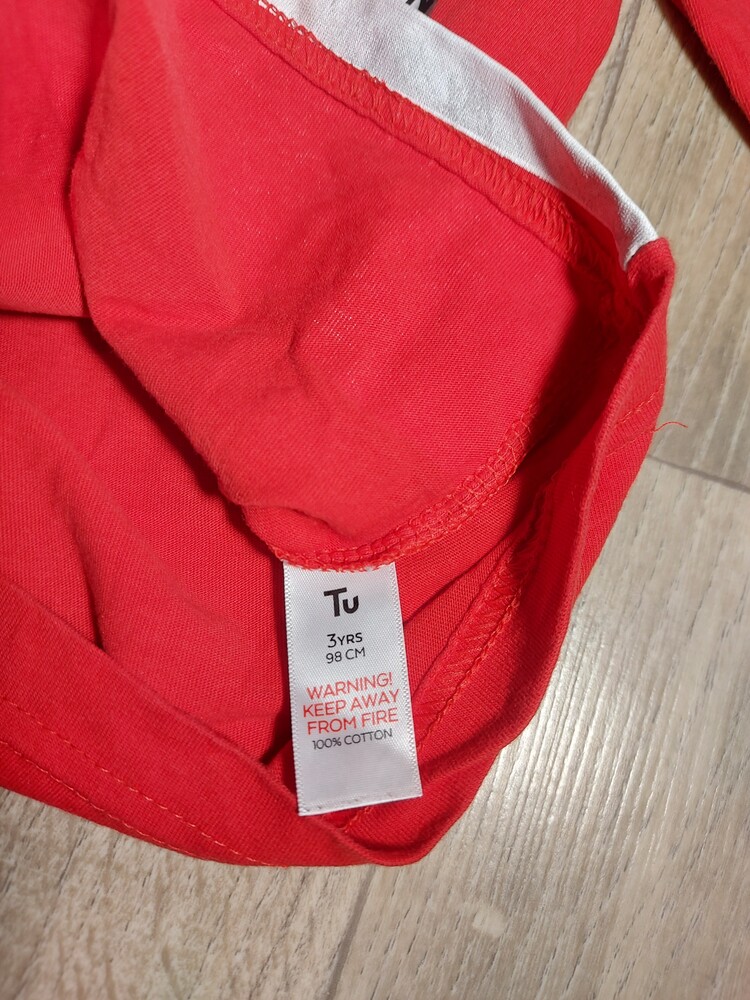 Tu
3YRS
98 CM
WARNING!
KEEP AWAY
FROM FIRE
100% COTTON